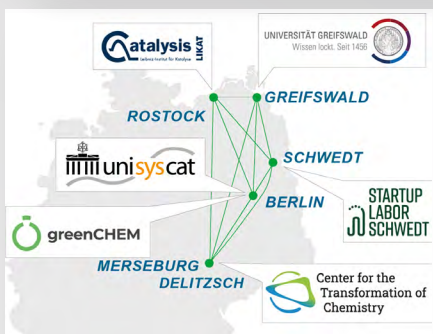 Catalysis
LIKAT
Leibniz-Institut für Katalyse
UNIVERSITÄT GREIFSWALD
Wissen lockt. Seit 1456
ROSTOCK
GREIFSWALD
unisyscat
SCHWEDT
BERLIN
STARTUP
LABOR
SCHWEDT
greenCHEM
MERSEBURG
DELITZSCH
Center for the
Transformation of
Chemistry